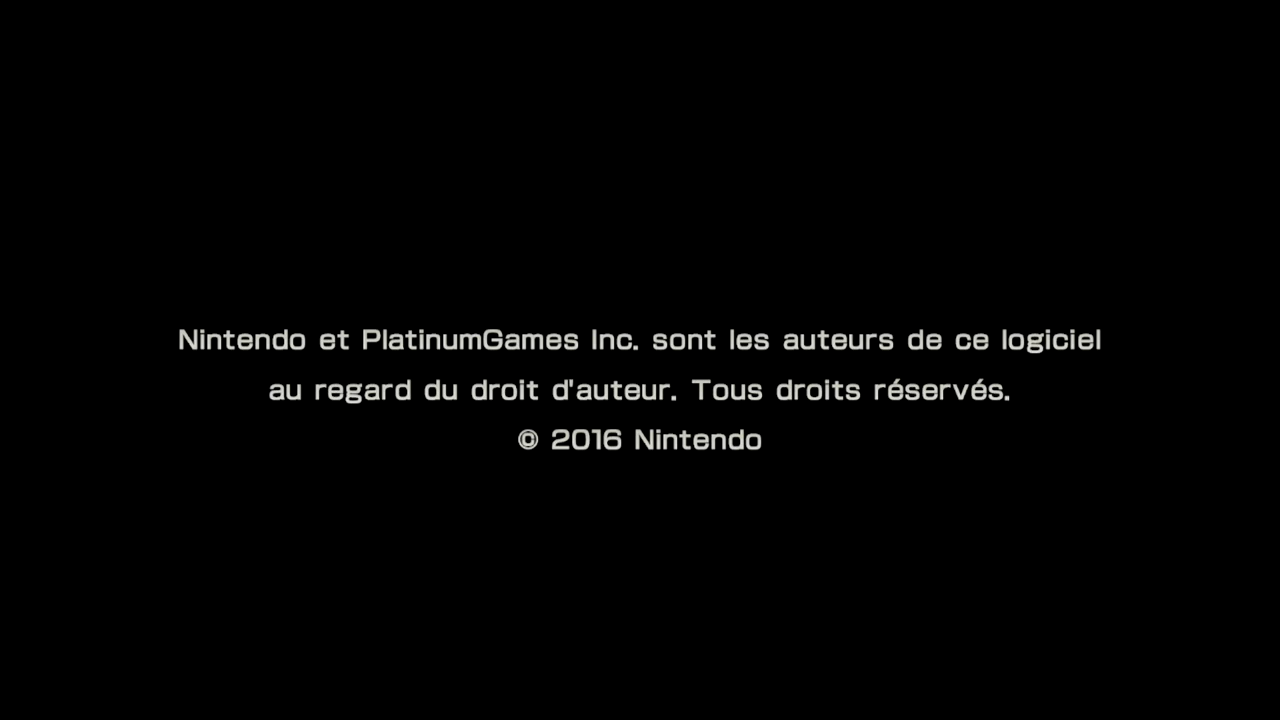 Nintendo et PlatinumGames Inc. sont les auteurs de ce logiciel
au regard du droit d'auteur. Tous droits réservés.
© 2016 Nintendo